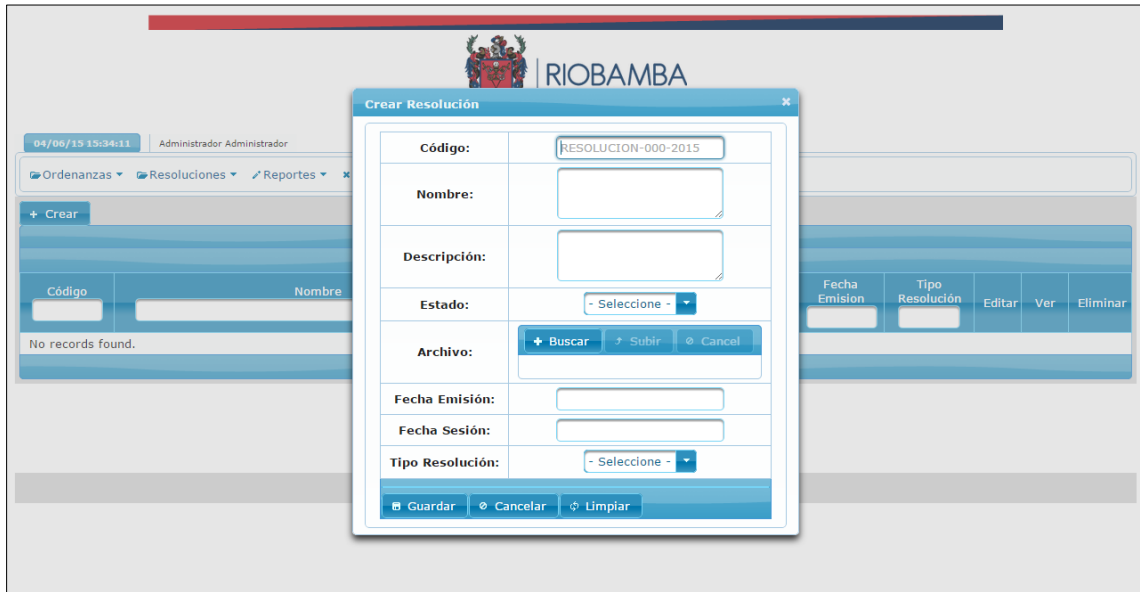 RIOBAMBA
Crear Resolución
04/06/15 15:34:11 Administrador Administrador
Ordenanzas Resoluciones Reportes
+ Crear
Código Nombre Fecha Emision Tipo Resolución Editar Ver Eliminar
No records found.
Código: RESOLUCION-000-2015
Nombre:
Descripción:
Estado: - Seleccione -
Archivo: + Buscar Subir Cancel
Fecha Emisión:
Fecha Sesión:
Tipo Resolución: - Seleccione -
Guardar Cancelar Limpiar